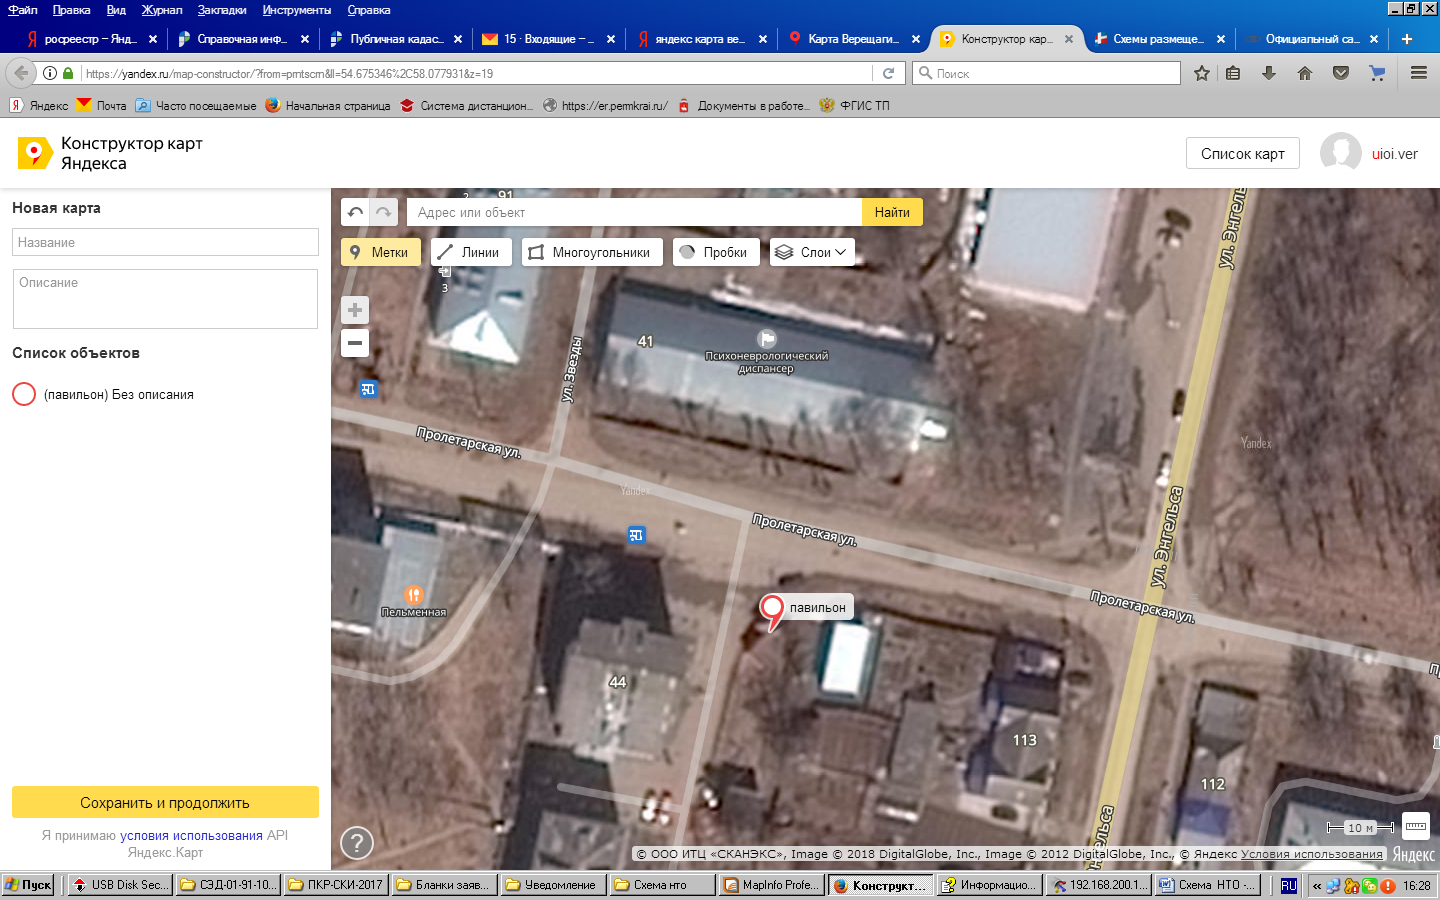 Файл Правка Вид Журнал Закладки Инструменты Справка
росреестр – Янд...
Справочная инф...
Публичная кадас...
15 · Входящие – ...
яндекс карта ве...
Карта Верещаги...
Конструктор кар...
Схемы размеще...
Официальный са...
https://yandex.ru/map-constructor/?from=prntscrn&ll=54.675346%2C58.077931&z=19
Поиск
Яндекс Почта Часто посещаемые Начальная страница Система дистанцион... https://er.permkrai.ru/ Документы в работе... ФГИС ТП
Конструктор карт
Яндекса
Список карт
uioi.ver
Новая карта
Название
Описание
Список объектов
(павильон) Без описания
Сохранить и продолжить
Я принимаю условия использования API
Яндекс.Карт
Адрес или объект
Найти
Метки
Линии
Многоугольники
Пробки
Слои
2
91
3
ул. Энгельса
41
Психоневрологический
диспансер
ул. Звезды
Пролетарская ул.
Yandex
Yandex
Пролетарская ул.
ул. Энгельса
Пельменная
павильон
Пролетарская ул.
44
113
112
10 м
?
© ООО ИТЦ «СКАНЭКС», Image © 2018 DigitalGlobe, Inc., Image © 2012 DigitalGlobe, Inc., © Яндекс Условия использования
Яндекс
Пуск
USB Disk Sec...
СЭД-01-91-10...
ПКР-СКИ-2017
Бланки заяв...
Уведомление
Схема нто
MapInfo Profe...
Конструкт...
Информацио...
192.168.200.1...
Схема НТО -...
RU
«
16:28